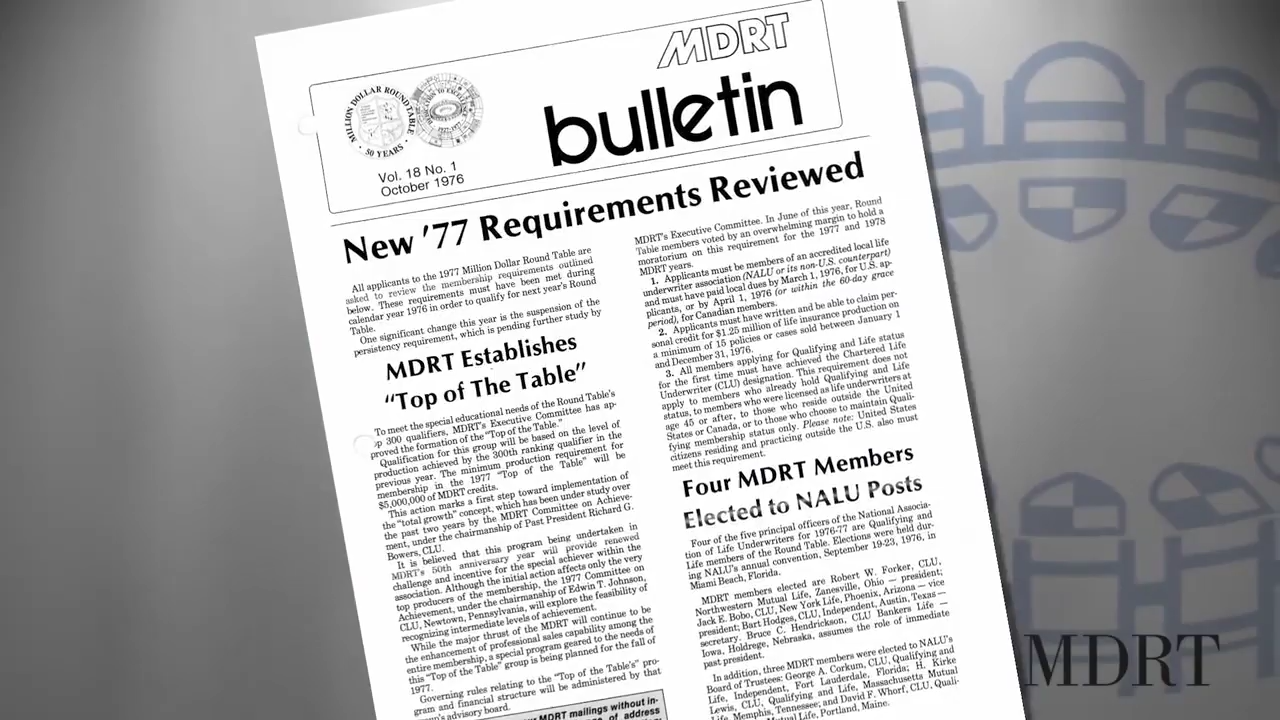 MDRT
bulletin
MILLION DOLLAR ROUND TABLE
• 50 YEARS •
Vol. 18 No. 1
October 1976
New '77 Requirements Reviewed
All applicants to the 1977 Million Dollar Round Table are
asked to review the membership requirements outlined
below. These requirements must have been met during
calendar year 1976 in order to qualify for next year's Round
Table.
One significant change this year is the suspension of the
persistency requirement, which is pending further study by
MDRT Establishes
"Top of The Table"
To meet the special educational needs of the Round Table's
top 300 qualifiers, MDRT's Executive Committee has ap-
proved the formation of the "Top of the Table."
Qualification for this group will be based on the level of
production achieved by the 300th ranking qualifier in the
previous year. The minimum production requirement for
membership in the 1977 "Top of the Table" will be
$5,000,000 of MDRT credits.
This action marks a first step toward implementation of
the "total growth" concept, which has been under study over
the past two years by the MDRT Committee on Achieve-
ment, under the chairmanship of Past President Richard G.
Bowers, CLU.
It is believed that this program being undertaken in
MDRT's 50th anniversary year will provide renewed
challenge and incentive for the special achiever within the
association. Although the initial action affects only the very
top producers of the membership, the 1977 Committee on
Achievement, under the chairmanship of Edwin T. Johnson,
CLU, Newtown, Pennsylvania, will explore the feasibility of
recognizing intermediate levels of achievement.
While the major thrust of the MDRT will continue to be
the enhancement of professional sales capability among the
entire membership, a special program geared to the needs of
this "Top of the Table" group is being planned for the fall of
1977.
Governing rules relating to the "Top of the Table's" pro-
gram and financial structure will be administered by that
group's advisory board.
MDRT mailings without in-
of address
MDRT's Executive Committee. In June of this year, Round
Table members voted by an overwhelming margin to hold a
moratorium on this requirement for the 1977 and 1978
MDRT years.
1. Applicants must be members of an accredited local life
underwriter association (NALU or its non-U.S. counterpart)
and must have paid local dues by March 1, 1976, for U.S. ap-
plicants, or by April 1, 1976 (or within the 60-day grace
period), for Canadian members.
2. Applicants must have written and be able to claim per-
sonal credit for $1.25 million of life insurance production on
a minimum of 15 policies or cases sold between January 1
and December 31, 1976.
3. All members applying for Qualifying and Life status
for the first time must have achieved the Chartered Life
Underwriter (CLU) designation. This requirement does not
apply to members who already hold Qualifying and Life
status, to members who were licensed as life underwriters at
age 45 or after, to those who reside outside the United
States or Canada, or to those who choose to maintain Quali-
fying membership status only. Please note: United States
citizens residing and practicing outside the U.S. also must
meet this requirement.
Four MDRT Members
Elected to NALU Posts
Four of the five principal officers of the National Associa-
tion of Life Underwriters for 1976-77 are Qualifying and
Life members of the Round Table. Elections were held dur-
ing NALU's annual convention, September 19-23, 1976, in
Miami Beach, Florida.
MDRT members elected are Robert W. Forker, CLU,
Northwestern Mutual Life, Zanesville, Ohio — president;
Jack E. Bobo, CLU, New York Life, Phoenix, Arizona — vice
president; Bart Hodges, CLU, Independent, Austin, Texas —
secretary. Bruce C. Hendrickson, CLU Bankers Life —
Iowa, Holdrege, Nebraska, assumes the role of immediate
past president.
In addition, three MDRT members were elected to NALU's
Board of Trustees: George A. Corkum, CLU, Qualifying and
Life, Independent, Fort Lauderdale, Florida; H. Kirke
Lewis, CLU, Qualifying and Life, Massachusetts Mutual
Life, Memphis, Tennessee; and David F. Whorf, CLU, Quali-
Mutual Life, Portland, Maine.
MDRT